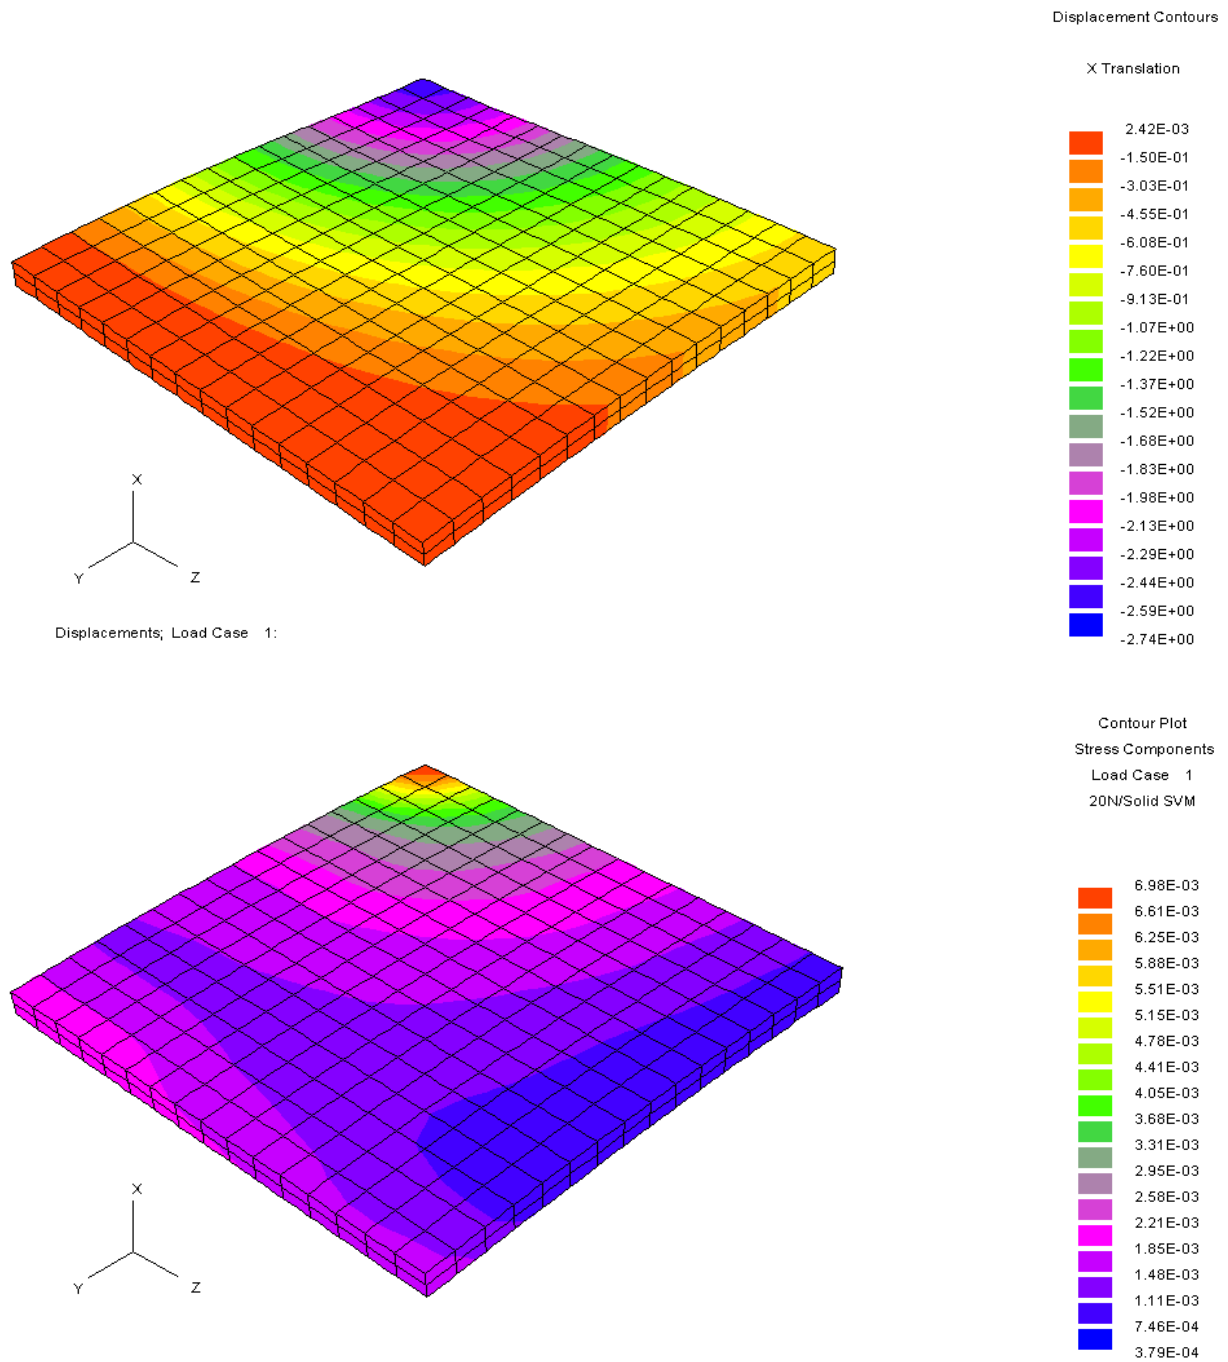 Displacement Contours
X Translation
2.42E-03
-1.50E-01
-3.03E-01
-4.55E-01
-6.08E-01
-7.60E-01
-9.13E-01
-1.07E+00
-1.22E+00
-1.37E+00
-1.52E+00
-1.68E+00
-1.83E+00
-1.98E+00
-2.13E+00
-2.29E+00
-2.44E+00
-2.59E+00
-2.74E+00
X
Y
Z
Displacements; Load Case 1:
Contour Plot
Stress Components
Load Case 1
20N/Solid SVM
6.98E-03
6.61E-03
6.25E-03
5.88E-03
5.51E-03
5.15E-03
4.78E-03
4.41E-03
4.05E-03
3.68E-03
3.31E-03
2.95E-03
2.58E-03
2.21E-03
1.85E-03
1.48E-03
1.11E-03
7.46E-04
3.79E-04
X
Y
Z